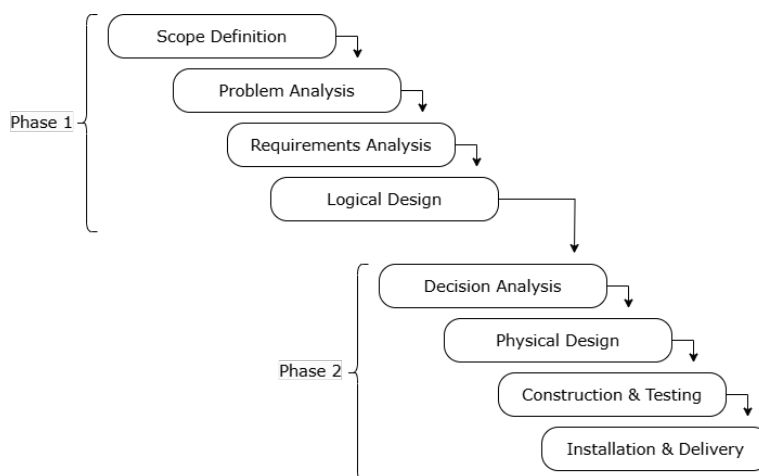 Scope Definition
Problem Analysis
Phase 1
Requirements Analysis
Logical Design
Decision Analysis
Physical Design
Phase 2
Construction & Testing
Installation & Delivery